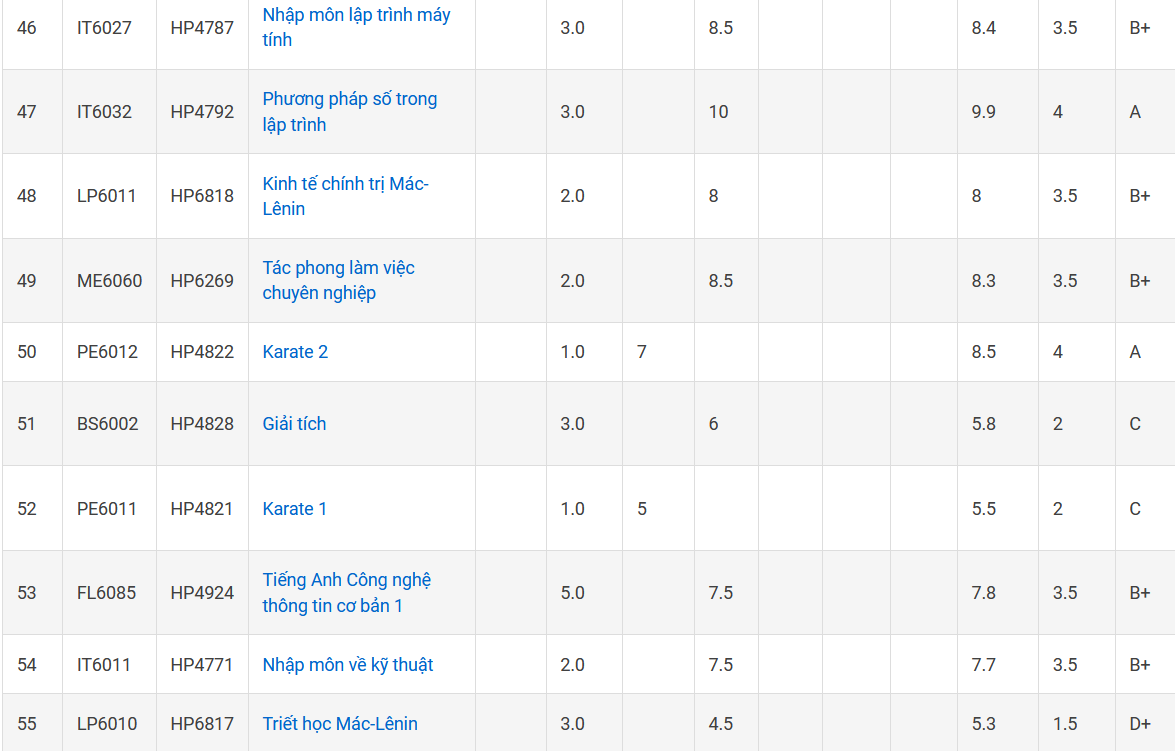 46 IT6027 HP4787 Nhập môn lập trình máy tính 3.0 8.5 8.4 3.5 B+
47 IT6032 HP4792 Phương pháp số trong lập trình 3.0 10 9.9 4 A
48 LP6011 HP6818 Kinh tế chính trị Mác-Lênin 2.0 8 8 3.5 B+
49 ME6060 HP6269 Tác phong làm việc chuyên nghiệp 2.0 8.5 8.3 3.5 B+
50 PE6012 HP4822 Karate 2 1.0 7 8.5 4 A
51 BS6002 HP4828 Giải tích 3.0 6 5.8 2 C
52 PE6011 HP4821 Karate 1 1.0 5 5.5 2 C
53 FL6085 HP4924 Tiếng Anh Công nghệ thông tin cơ bản 1 5.0 7.5 7.8 3.5 B+
54 IT6011 HP4771 Nhập môn về kỹ thuật 2.0 7.5 7.7 3.5 B+
55 LP6010 HP6817 Triết học Mác-Lênin 3.0 4.5 5.3 1.5 D+